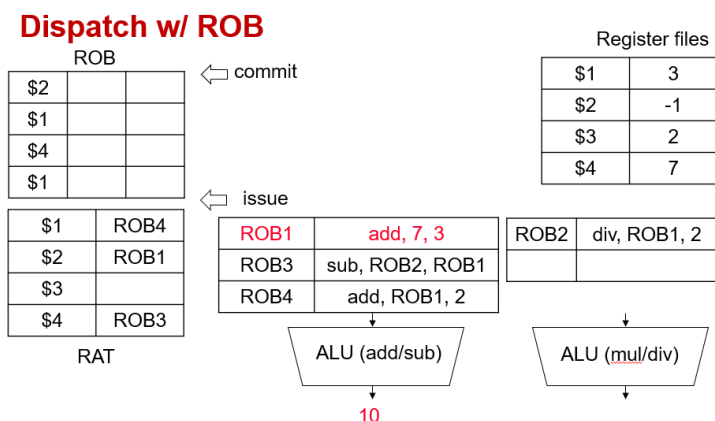 Dispatch w/ ROB
ROB
$2
$1
$4
$1
commit
issue
Register files
$1 3
$2 -1
$3 2
$4 7
$1 ROB4
$2 ROB1
$3
$4 ROB3
RAT
ROB1 add, 7, 3
ROB3 sub, ROB2, ROB1
ROB4 add, ROB1, 2
ROB2 div, ROB1, 2
ALU (add/sub)
ALU (mul/div)
10